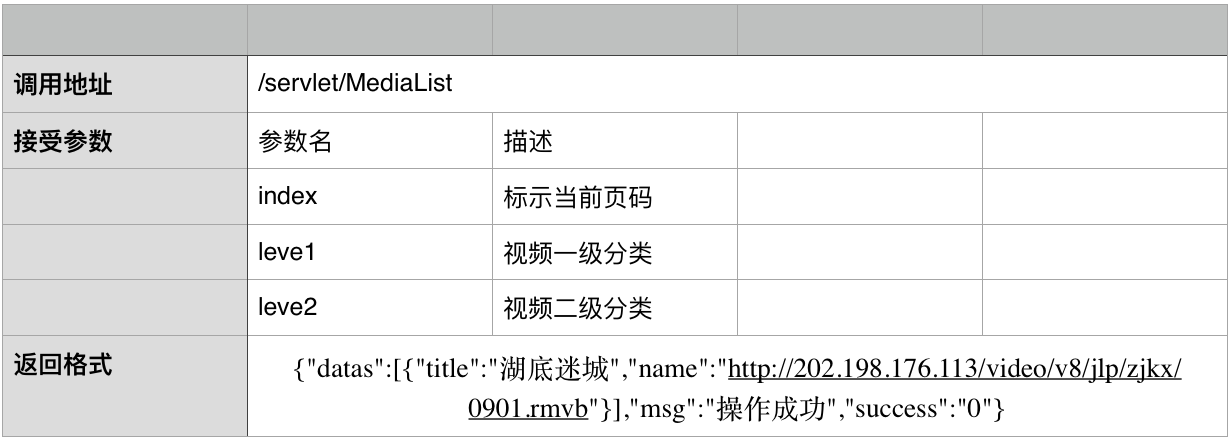 调用地址 /servlet/MediaList
接受参数 参数名 描述
index 标示当前页码
leve1 视频一级分类
leve2 视频二级分类
返回格式 {"datas":[{"title":"湖底迷城","name":"http://202.198.176.113/video/v8/jlp/zjkx/
0901.rmvb"}],"msg":"操作成功","success":"0"}